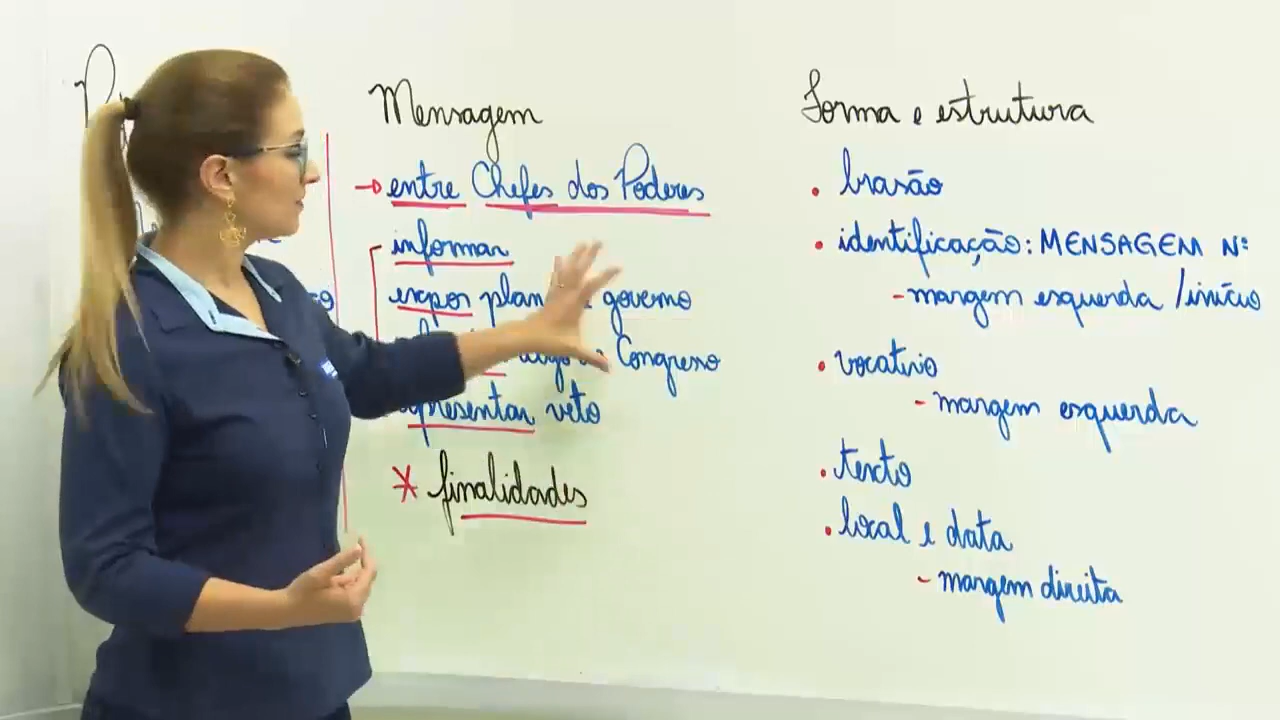 Mensagem
→ entre Chefes dos Poderes
informar
expor governo
Congresso
apresentar veto
* finalidades
Forma e estrutura
• brasão
• identificação: MENSAGEM Nº
- margem esquerda / início
• vocativo
- margem esquerda
• texto
• local e data
- margem direita